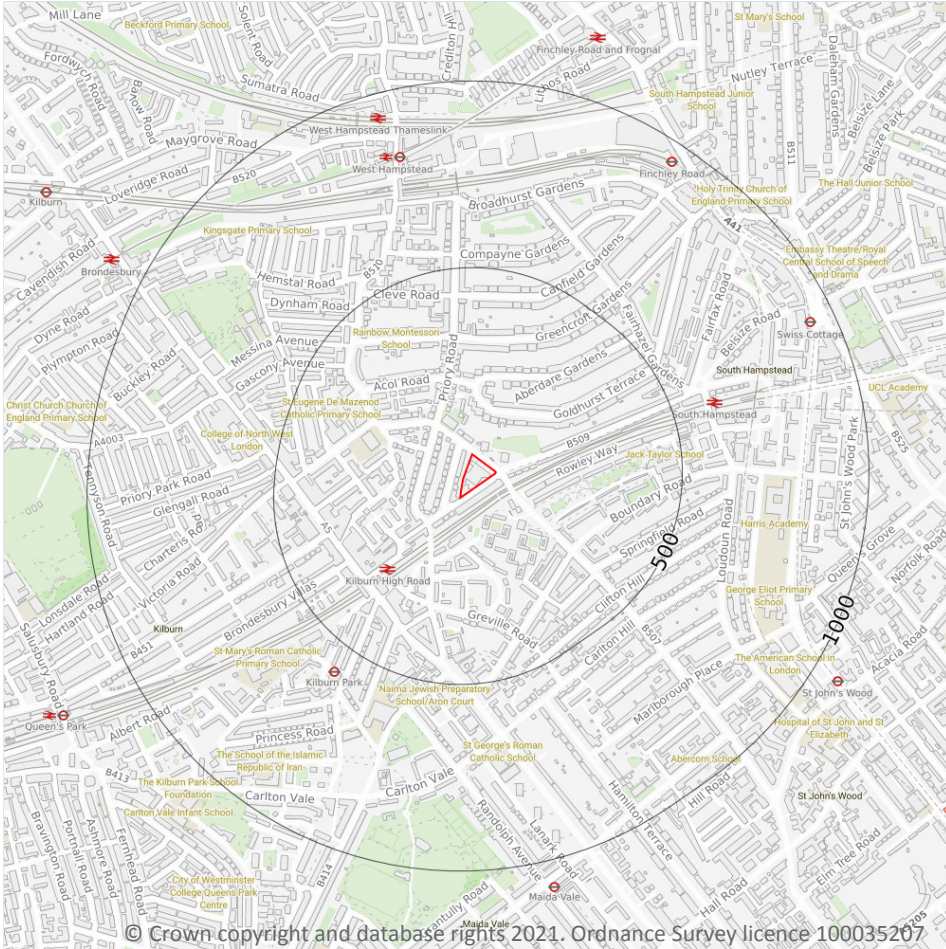 Mill Lane
Beckford Primary School
Solent Road
Crediton Hill
Finchley Road and Frognal
St Mary's School
Daleham Gardens
Nutley Terrace
Belsize Lane
Fordwych Road
Barlow Road
Sumatra Road
Lithos Road
South Hampstead Junior
School
Belsize Park
Maygrove Road
West Hampstead Thameslink
B511
Loveridge Road
B520
West Hampstead
Finchley Road
Kilburn
Broadhurst Gardens
Holy Trinity Church of
England Primary School
The Hall Junior School
Kingsgate Primary School
A41
Cavendish Road
Brondesbury
B510
Compayne Gardens
Canfield Gardens
Embassy Theatre/Royal
Central School of Speech
and Drama
Hemstal Road
Cleve Road
Dynham Road
Fairfax Road
Belsize Road
Dyne Road
Rainbow Montessori
School
Priory Road
Greencroft Gardens
Fairhazel Gardens
Swiss Cottage
Plympton Road
Messina Avenue
Gascony Avenue
Buckley Road
Acol Road
Aberdare Gardens
South Hampstead
Goldhurst Terrace
UCL Academy
Christ Church Church of
England Primary School
St Eugene De Mazenod
Catholic Primary School
South Hampstead
A4003
College of North West
London
B509
B525
Jack Taylor School
Rowley Way
St John's Wood Park
Tennyson Road
Priory Park Road
Glengall Road
A5
Boundary Road
Springfield Road
Loudoun Road
Harris Academy
Charteris Road
Victoria Road
500
Queen's Grove
Norfolk Road
Lonsdale Road
Hartland Road
Kilburn High Road
Clifton Hill
George Eliot Primary
School
Salusbury Road
Kilburn
B451
Brondesbury Villas
Greville Road
Carlton Hill
B507
1000
Acacia Road
St Mary's Roman Catholic
Primary School
Kilburn Park
Marlborough Place
The American School in
London
St John's Wood
Queen's Park
Albert Road
Naima Jewish Preparatory
School/Aron Court
Hospital of St John and St
Elizabeth
Princess Road
St George's Roman
Catholic School
Abercorn School
The School of the Islamic
Republic of Iran
B413
The Kilburn Park School
Foundation
Carlton Vale
Carlton Vale
Hill Road
St John's Wood
Carlton Vale Infant School
Hamilton Terrace
Randolph Avenue
Lanark Road
Bravington Road
Portnall Road
Ashmore Road
Fernhead Road
B414
City of Westminster
College Queens Park
Centre
Elm Tree Road
Maida Vale
Hall Road
Maida Vale
A5205
© Crown copyright and database rights 2021. Ordnance Survey licence 100035207